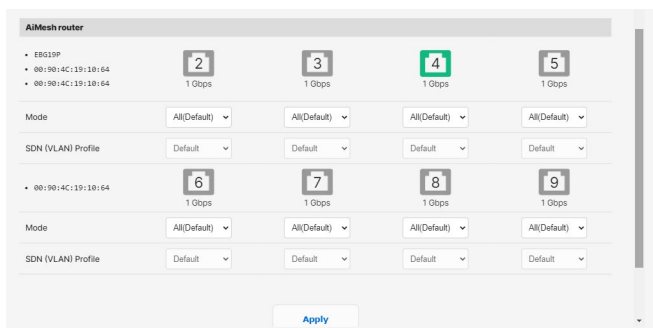 AiMesh router
• EBG19P
• 00:90:4C:19:10:64
• 00:90:4C:19:10:64
2 3 4 5
1 Gbps 1 Gbps 1 Gbps 1 Gbps
Mode All(Default) All(Default) All(Default) All(Default)
SDN (VLAN) Profile Default Default Default Default
• 00:90:4C:19:10:64
6 7 8 9
1 Gbps 1 Gbps 1 Gbps 1 Gbps
Mode All(Default) All(Default) All(Default) All(Default)
SDN (VLAN) Profile Default Default Default Default
Apply